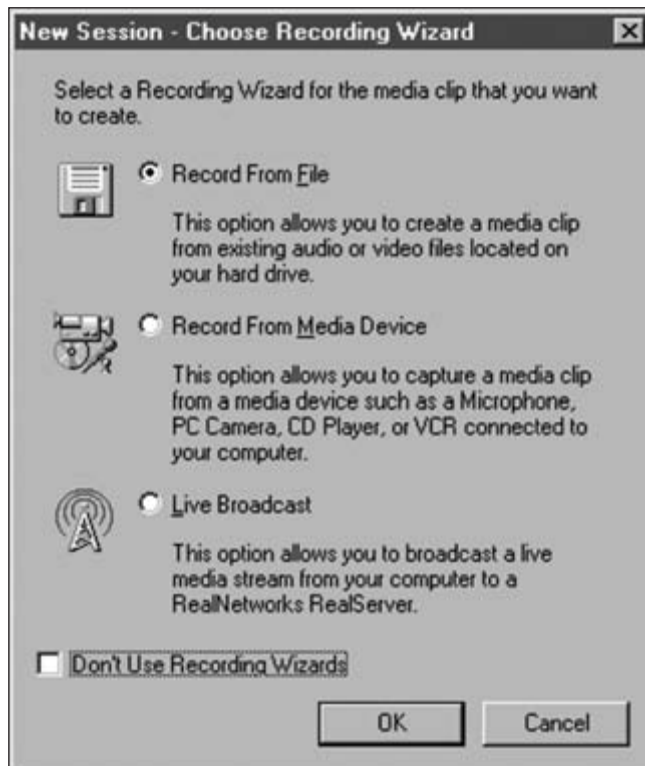 New Session - Choose Recording Wizard
Select a Recording Wizard for the media clip that you want
to create.
Record From File
This option allows you to create a media clip
from existing audio or video files located on
your hard drive.
Record From Media Device
This option allows you to capture a media clip
from a media device such as a Microphone,
PC Camera, CD Player, or VCR connected to
your computer.
Live Broadcast
This option allows you to broadcast a live
media stream from your computer to a
RealNetworks RealServer.
Don't Use Recording Wizards
OK
Cancel